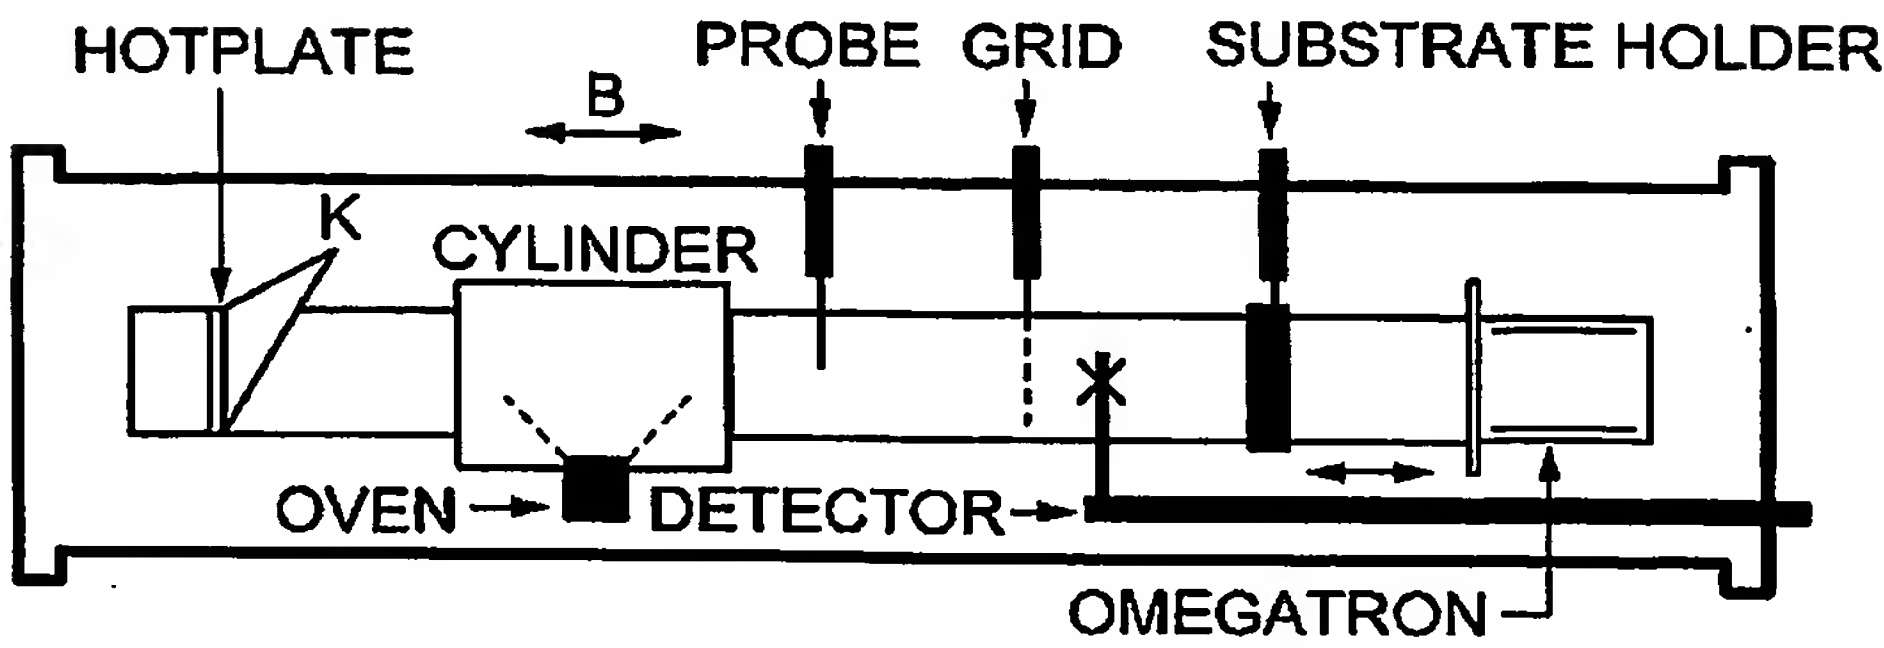 HOTPLATE
B
PROBE
GRID
SUBSTRATE HOLDER
K
CYLINDER
OVEN
DETECTOR
OMEGATRON